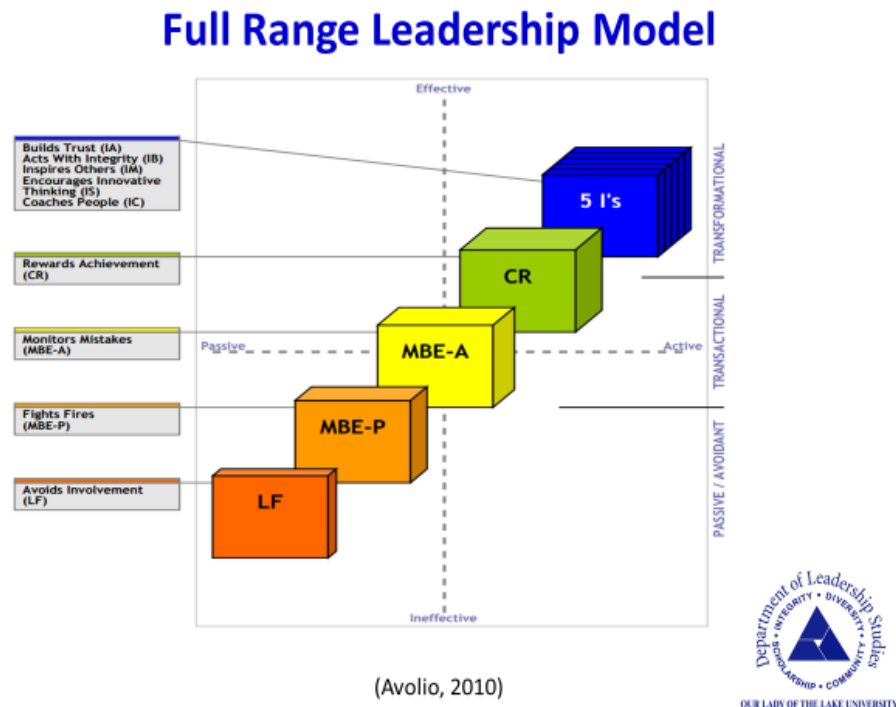 Full Range Leadership Model
Effective
Builds Trust (IA)
Acts With Integrity (IB)
Inspires Others (IM)
Encourages Innovative
Thinking (IS)
Coaches People (IC)
5 I's
TRANSFORMATIONAL
Rewards Achievement
(CR)
CR
Monitors Mistakes
(MBE-A)
Passive
MBE-A
Active
TRANSACTIONAL
Fights Fires
(MBE-P)
MBE-P
Avoids Involvement
(LF)
LF
PASSIVE / AVOIDANT
Ineffective
(Avolio, 2010)
Department of Leadership Studies
SCHOLARSHIP • INTEGRITY • DIVERSITY • COMMUNITY •
OUR LADY OF THE LAKE UNIVERSITY